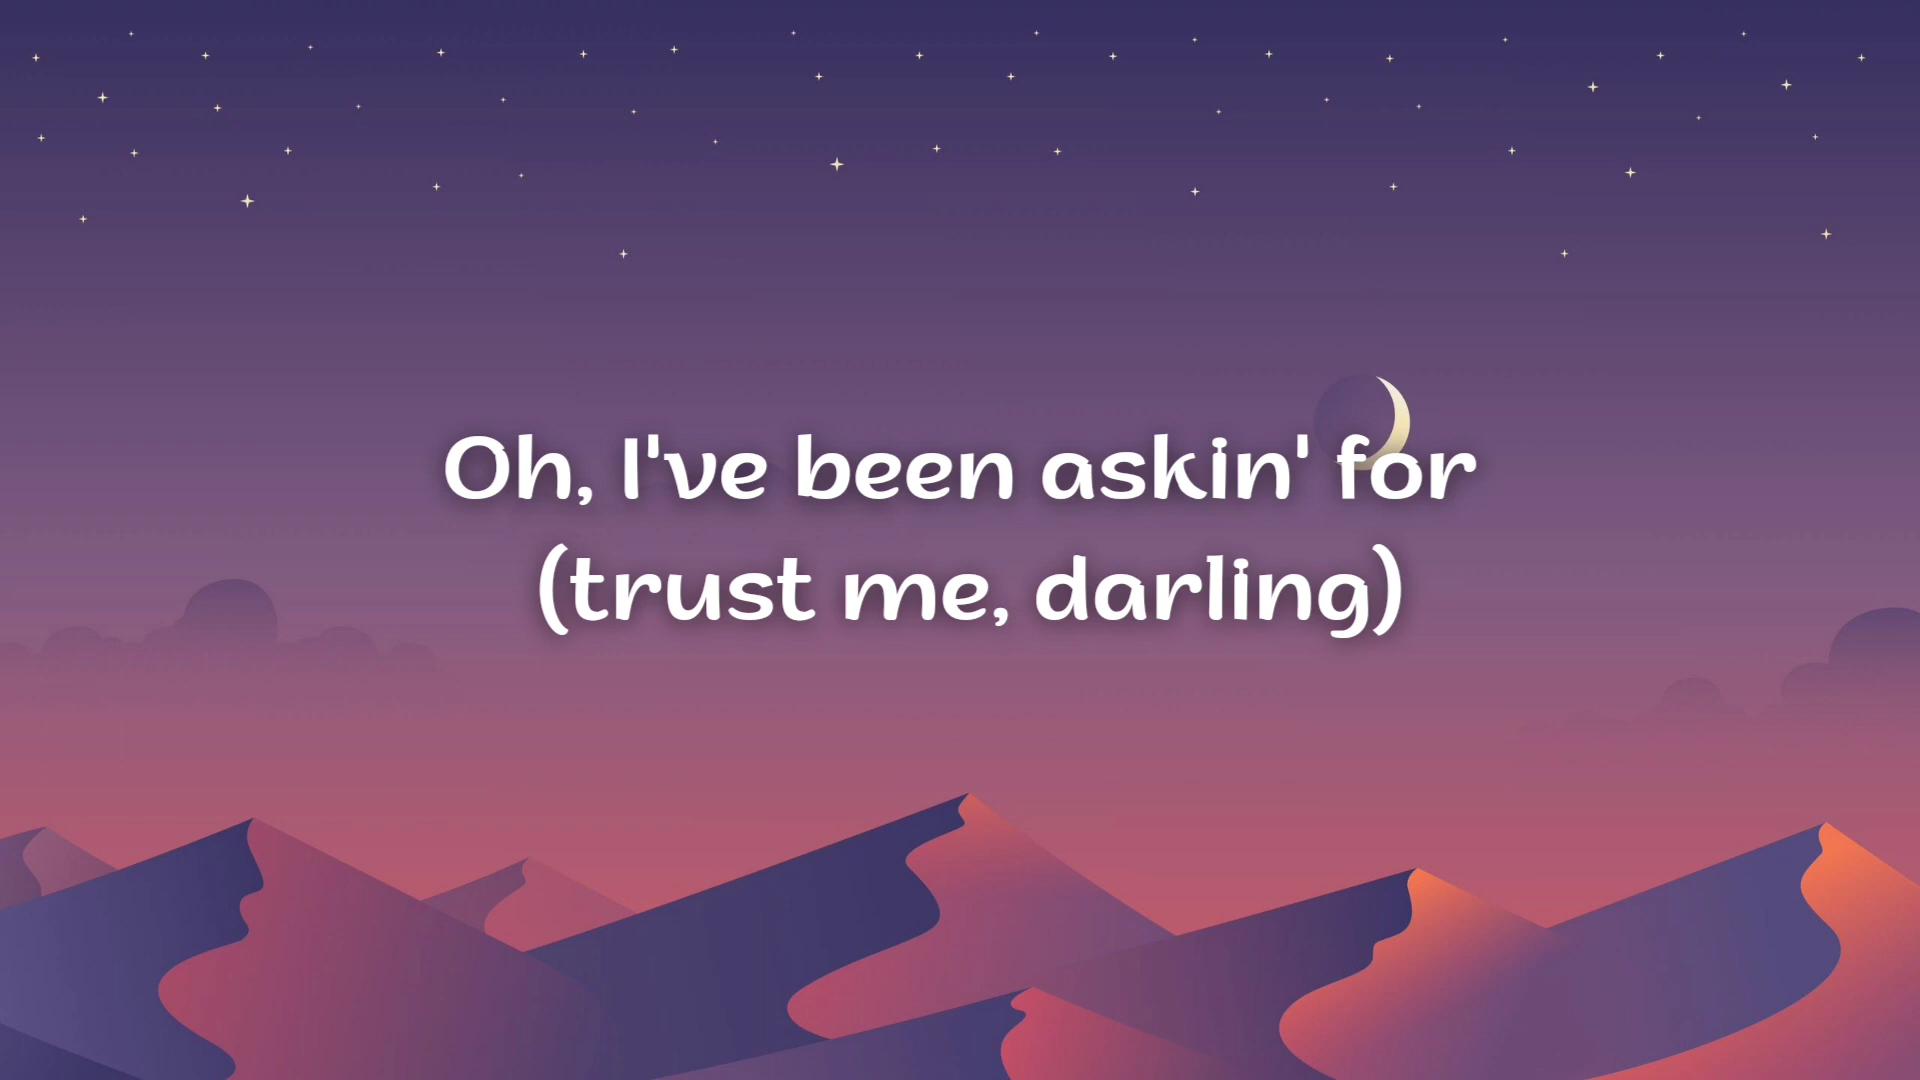 Oh, I've been askin' for
(trust me, darling)